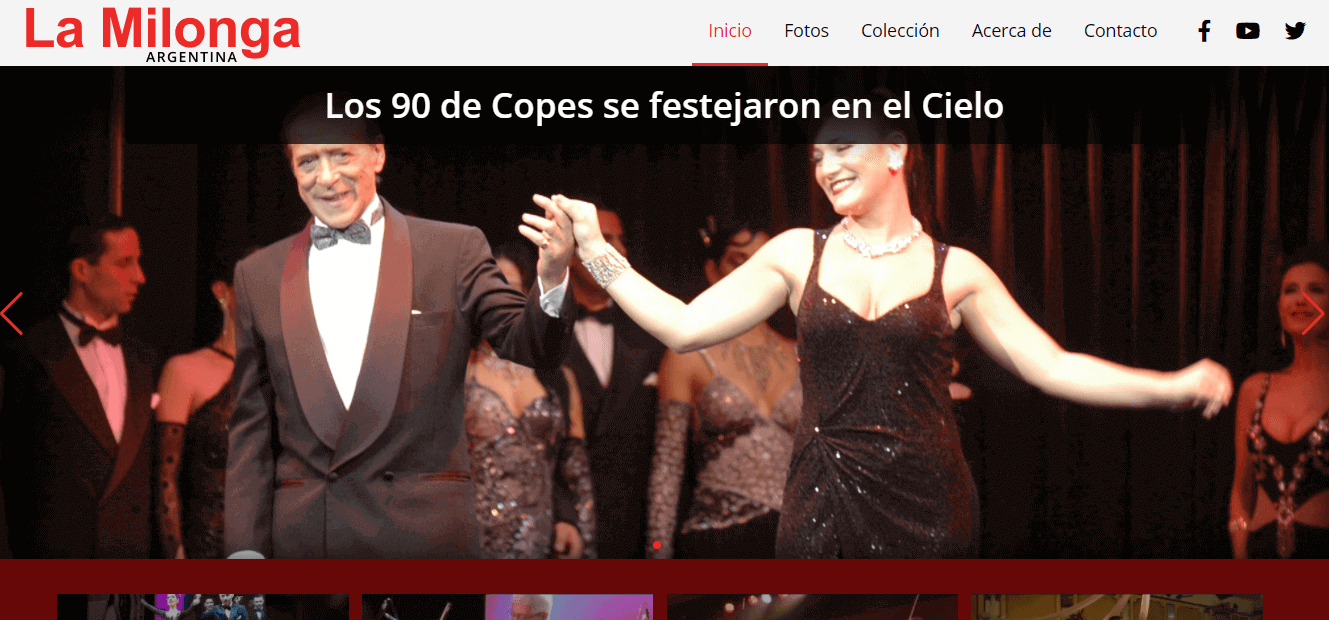 La Milonga
ARGENTINA
Inicio
Fotos
Colección
Acerca de
Contacto
Los 90 de Copes se festejaron en el Cielo